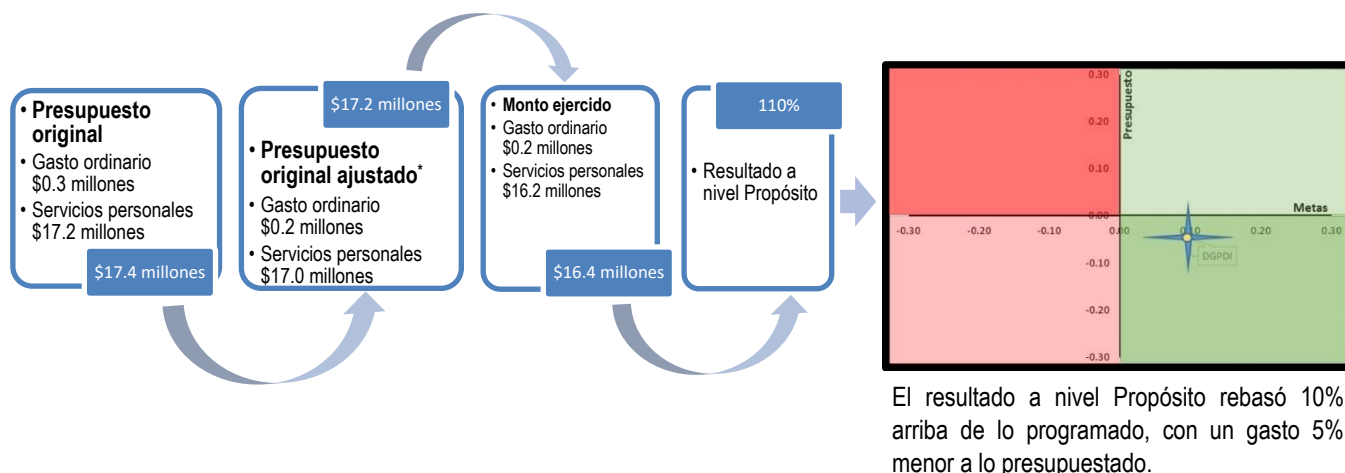 • Presupuesto
original
• Gasto ordinario
$0.3 millones
• Servicios personales
$17.2 millones
$17.4 millones
$17.2 millones
• Presupuesto
original ajustado*
• Gasto ordinario
$0.2 millones
• Servicios personales
$17.0 millones
• Monto ejercido
• Gasto ordinario
$0.2 millones
• Servicios personales
$16.2 millones
$16.4 millones
110%
• Resultado a
nivel Propósito
Presupuesto
0.30
0.20
0.10
0.00
-0.10
-0.20
-0.30
Metas
-0.30
-0.20
-0.10
0.00
0.10
0.20
0.30
DGPDI
El resultado a nivel Propósito rebasó 10%
arriba de lo programado, con un gasto 5%
menor a lo presupuestado.